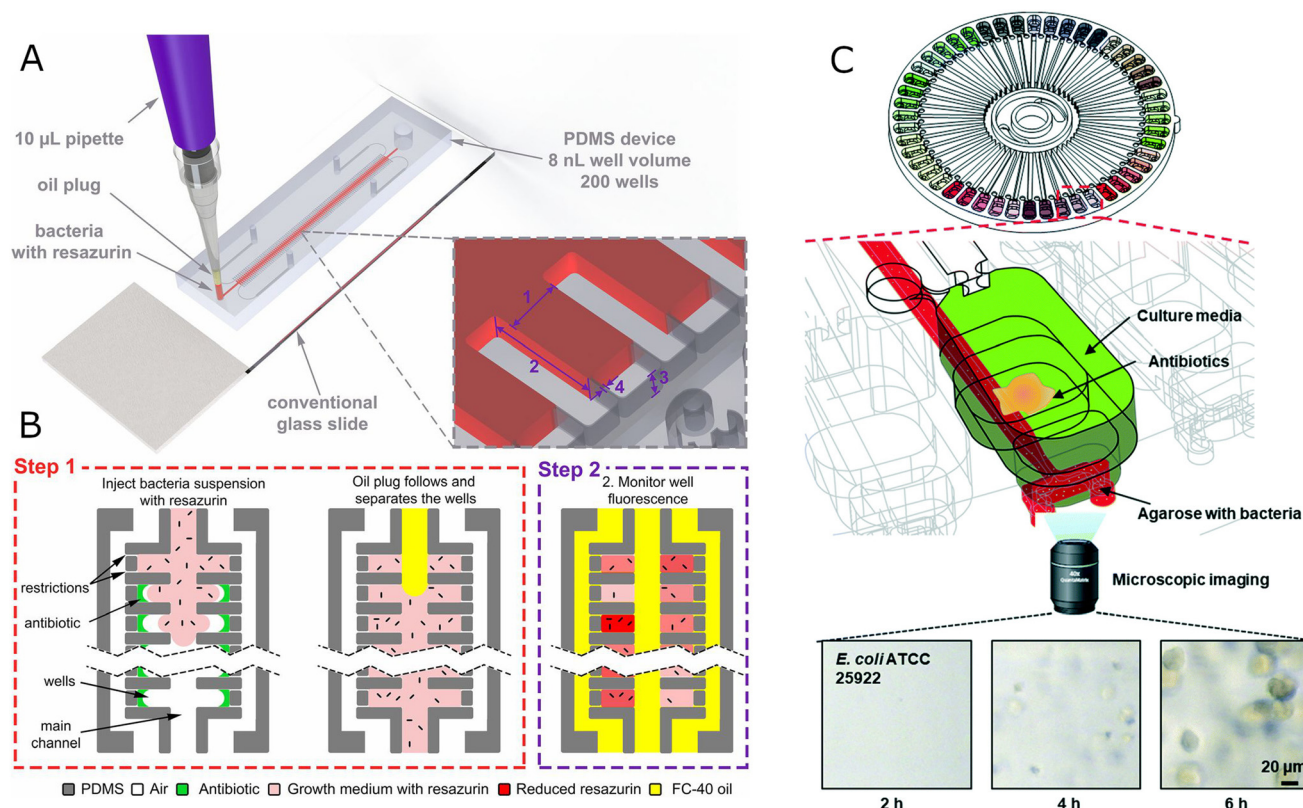 A
10 µL pipette
oil plug
bacteria
with resazurin
PDMS device
8 nL well volume
200 wells
1
2
3
4
conventional
glass slide
B
Step 1
Inject bacteria suspension
with resazurin
Oil plug follows and
separates the wells
Step 2
2. Monitor well
fluorescence
restrictions
antibiotic
wells
main
channel
PDMS Air Antibiotic Growth medium with resazurin Reduced resazurin FC-40 oil
C
Culture media
Antibiotics
Agarose with bacteria
40x
QuantaMatrix
Microscopic imaging
E. coli ATCC
25922
20 µm
2 h 4 h 6 h